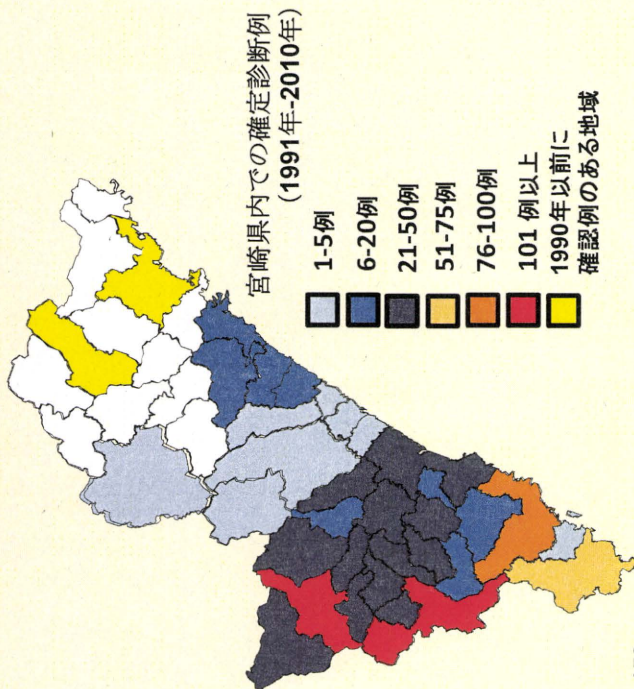 宮崎県内での確定診断例
(1991年-2010年)
1-5例
6-20例
21-50例
51-75例
76-100例
101 例以上
1990年以前に
確認例のある地域